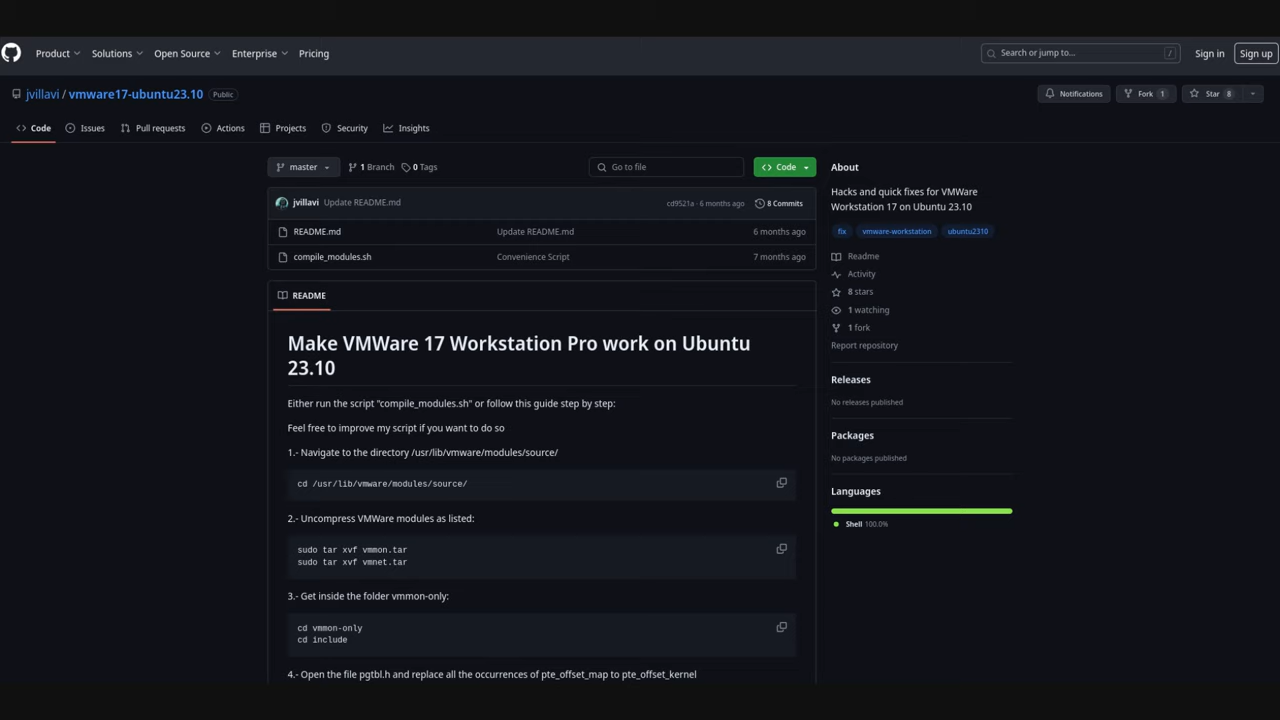 Product Solutions Open Source Enterprise Pricing Search or jump to... / Sign in Sign up
jvillavi / vmware17-ubuntu23.10 Public Notifications Fork 1 Star 8
Code Issues Pull requests Actions Projects Security Insights
master 1 Branch 0 Tags Go to file Code
jvillavi Update README.md cd9521a · 6 months ago 8 Commits
README.md Update README.md 6 months ago
compile_modules.sh Convenience Script 7 months ago
README
Make VMWare 17 Workstation Pro work on Ubuntu
23.10
Either run the script "compile_modules.sh" or follow this guide step by step:
Feel free to improve my script if you want to do so
1.- Navigate to the directory /usr/lib/vmware/modules/source/
cd /usr/lib/vmware/modules/source/
2.- Uncompress VMWare modules as listed:
sudo tar xvf vmmon.tar
sudo tar xvf vmnet.tar
3.- Get inside the folder vmmon-only:
cd vmmon-only
cd include
4.- Open the file pgtbl.h and replace all the occurrences of pte_offset_map to pte_offset_kernel
About
Hacks and quick fixes for VMWare
Workstation 17 on Ubuntu 23.10
fix vmware-workstation ubuntu2310
Readme
Activity
8 stars
1 watching
1 fork
Report repository
Releases
No releases published
Packages
No packages published
Languages
Shell 100.0%